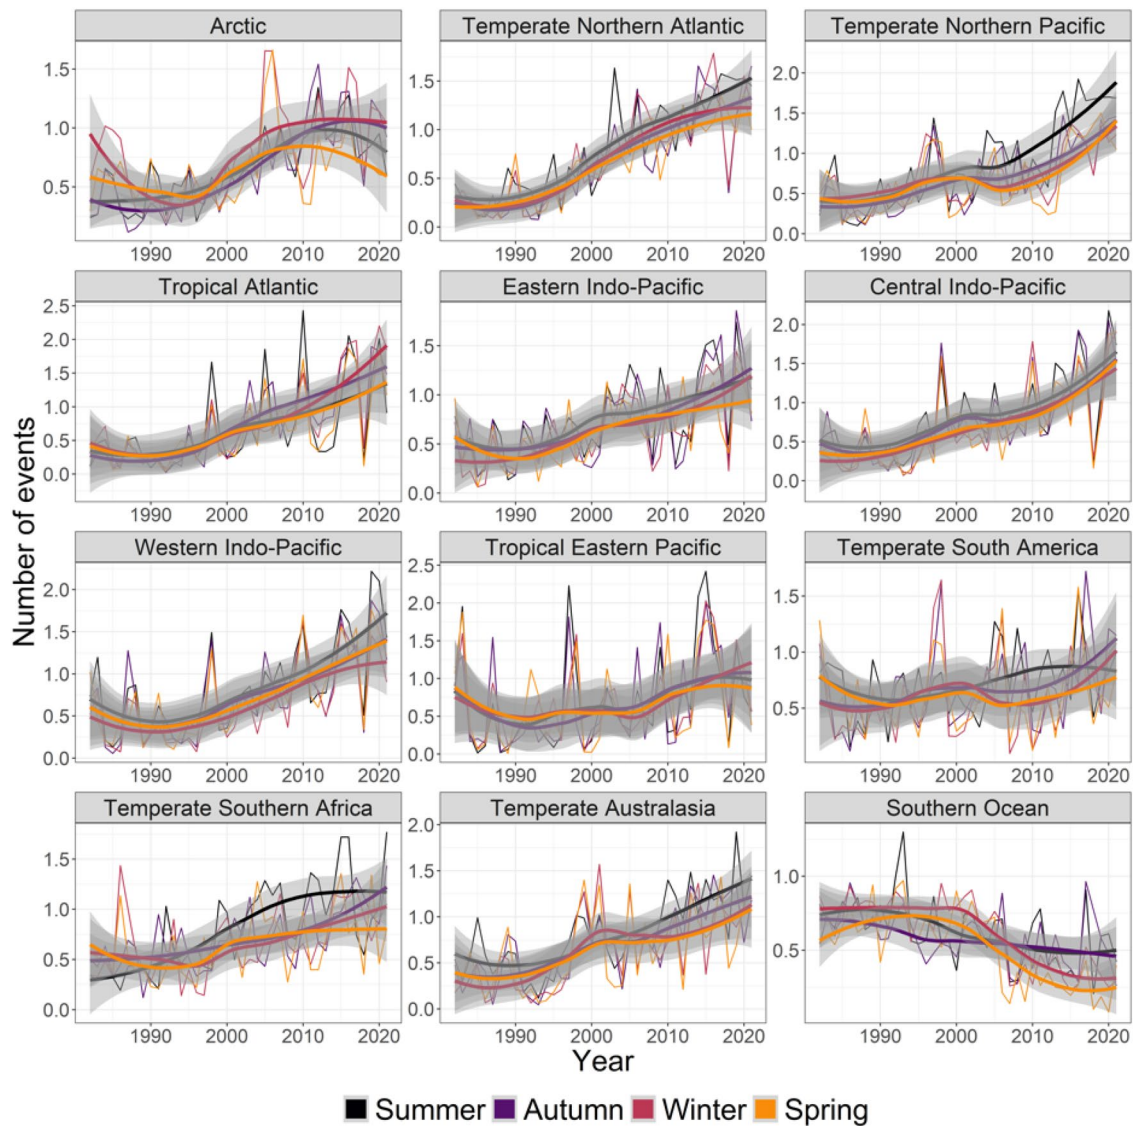 Arctic
Temperate Northern Atlantic
Temperate Northern Pacific
1.5
1.0
0.5
1990 2000 2010 2020
1.5
1.0
0.5
0.0
1990 2000 2010 2020
2.0
1.5
1.0
0.5
0.0
1990 2000 2010 2020
Tropical Atlantic
Eastern Indo-Pacific
Central Indo-Pacific
2.5
2.0
1.5
1.0
0.5
0.0
1990 2000 2010 2020
1.5
1.0
0.5
0.0
1990 2000 2010 2020
2.0
1.5
1.0
0.5
0.0
1990 2000 2010 2020
Number of events
Western Indo-Pacific
Tropical Eastern Pacific
Temperate South America
2.0
1.5
1.0
0.5
0.0
1990 2000 2010 2020
2.5
2.0
1.5
1.0
0.5
0.0
1990 2000 2010 2020
1.5
1.0
0.5
1990 2000 2010 2020
Temperate Southern Africa
Temperate Australasia
Southern Ocean
1.5
1.0
0.5
0.0
1990 2000 2010 2020
2.0
1.5
1.0
0.5
0.0
1990 2000 2010 2020
1.0
0.5
1990 2000 2010 2020
Year
Summer Autumn Winter Spring